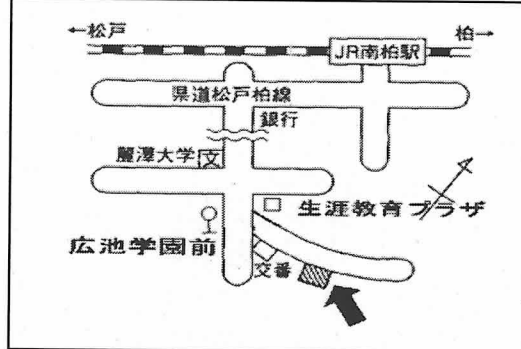 ←松戸
柏→
JR南柏駅
県道松戸柏線
銀行
麗澤大学
文
生涯教育プラザ
広池学園前
交番